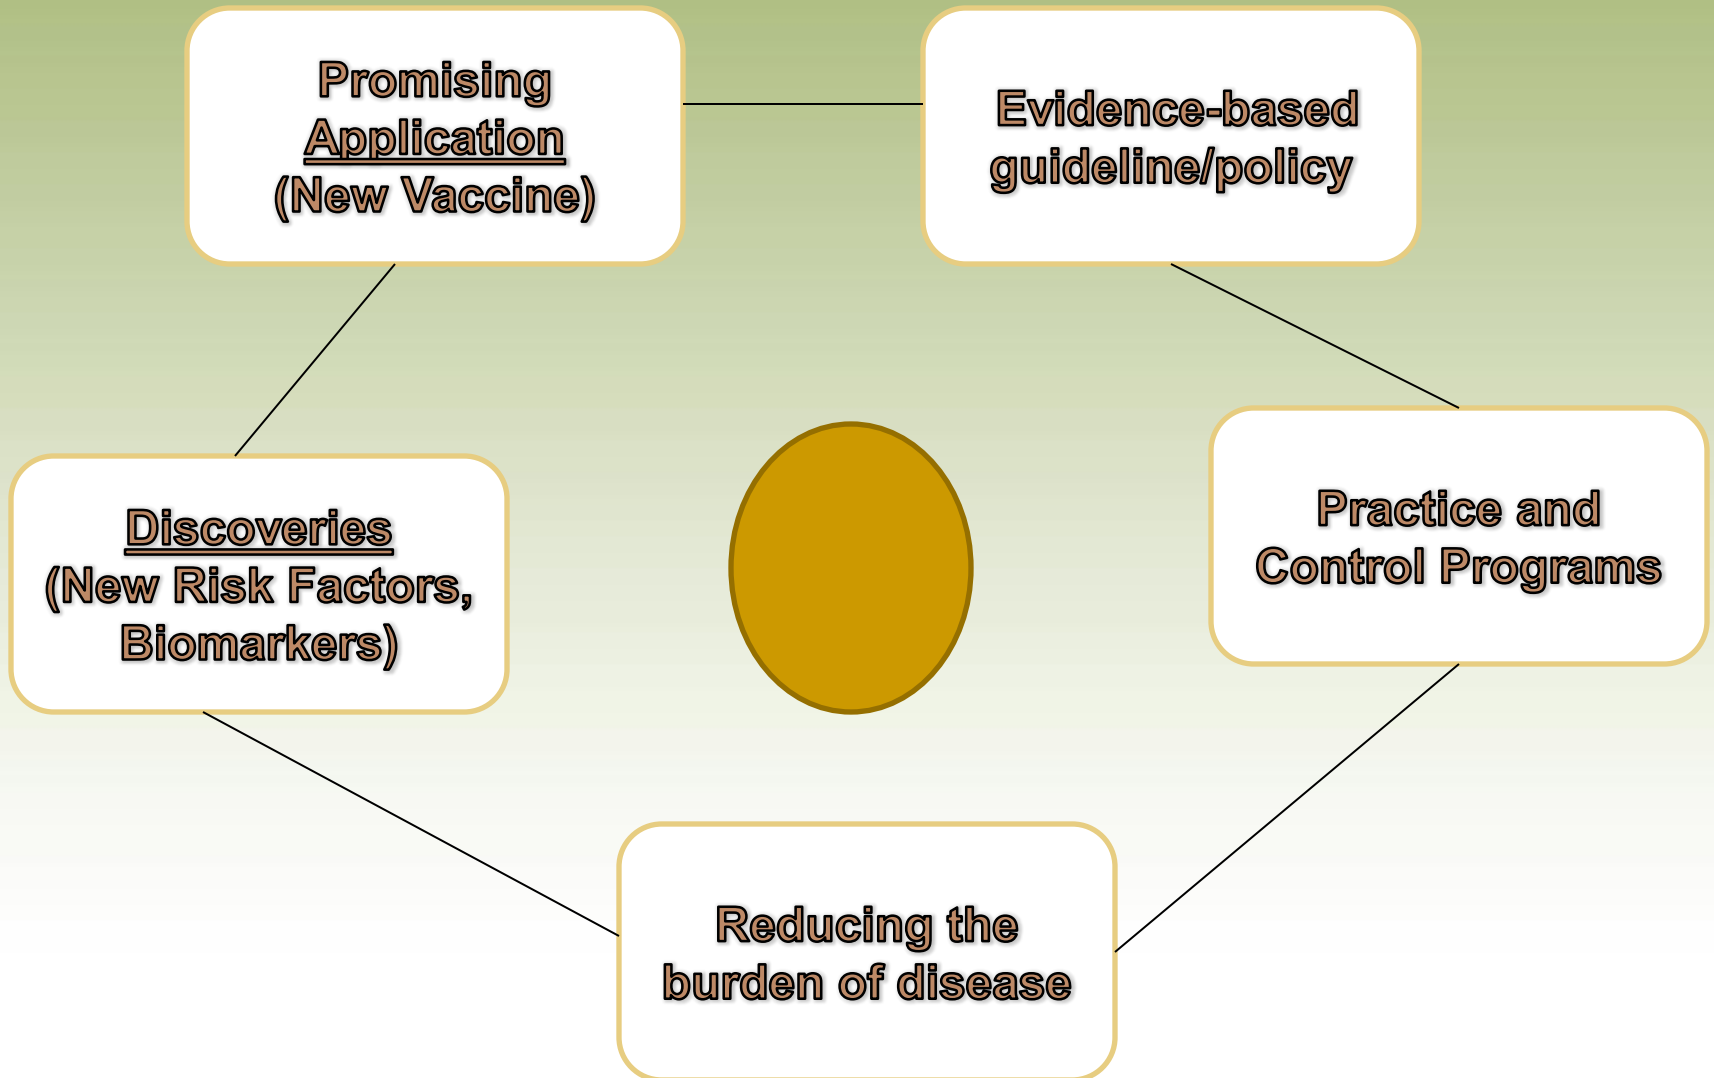 Promising
Application
(New Vaccine)
Evidence-based
guideline/policy
Discoveries
(New Risk Factors,
Biomarkers)
Practice and
Control Programs
Reducing the
burden of disease